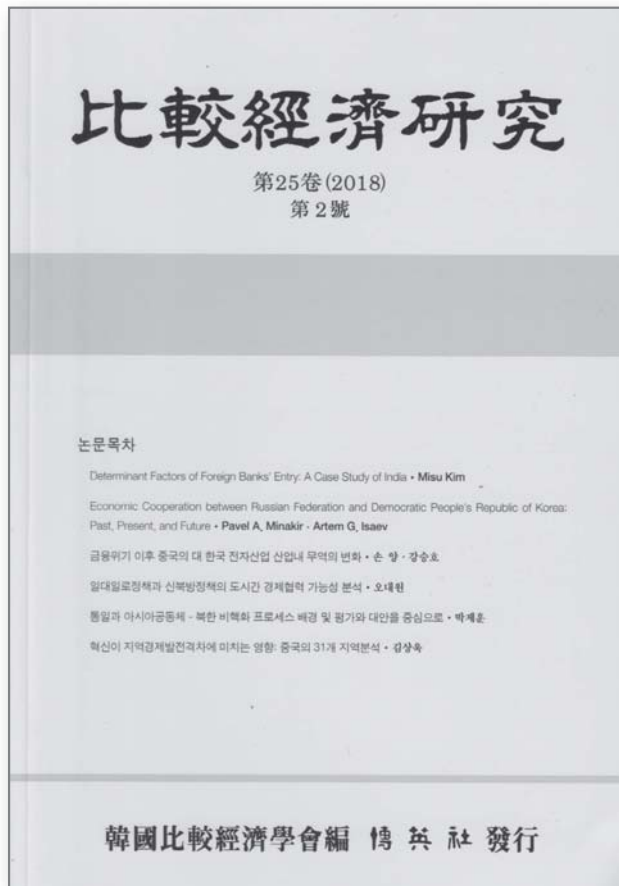 比較經濟研究
第25卷(2018)
第2號
논문목차
Determinant Factors of Foreign Banks' Entry: A Case Study of India • Misu Kim
Economic Cooperation between Russian Federation and Democratic People's Republic of Korea:
Past, Present, and Future • Pavel A, Minakir · Artem G, Isaev
금융위기 이후 중국의 대 한국 전자산업 산업내 무역의 변화 • 손 양 · 강승호
일대일로정책과 신북방정책의 도시간 경제협력 가능성 분석 • 오대원
통일과 아시아공동체 - 북한 비핵화 프로세스 배경 및 평가와 대안을 중심으로 • 박제훈
혁신이 지역경제발전격차에 미치는 영향: 중국의 31개 지역분석 • 김상욱
韓國比較經濟學會編 博英社 發行